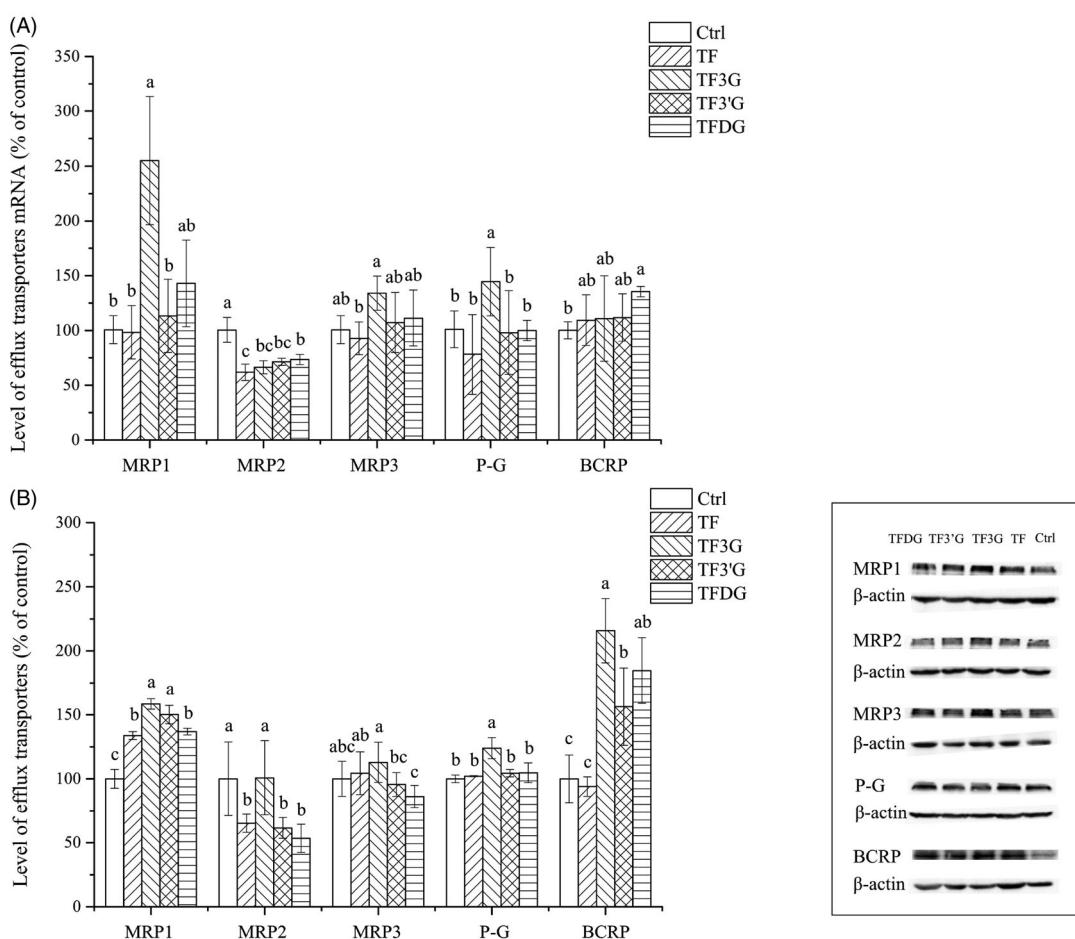 (A)
Level of efflux transporters mRNA (% of control)
350
300
250
200
150
100
50
0
Ctrl
TF
TF3G
TF3'G
TFDG
b b a b ab
a c bc bc b
ab b a ab ab
b b a b b
b ab ab ab a
MRP1 MRP2 MRP3 P-G BCRP
(B)
Level of efflux transporters (% of control)
300
250
200
150
100
50
0
Ctrl
TF
TF3G
TF3'G
TFDG
c b a a b
a b a b b
abc ab a bc c
b b a b b
c c a b ab
MRP1 MRP2 MRP3 P-G BCRP
TFDG TF3'G TF3G TF Ctrl
MRP1
β-actin
MRP2
β-actin
MRP3
β-actin
P-G
β-actin
BCRP
β-actin